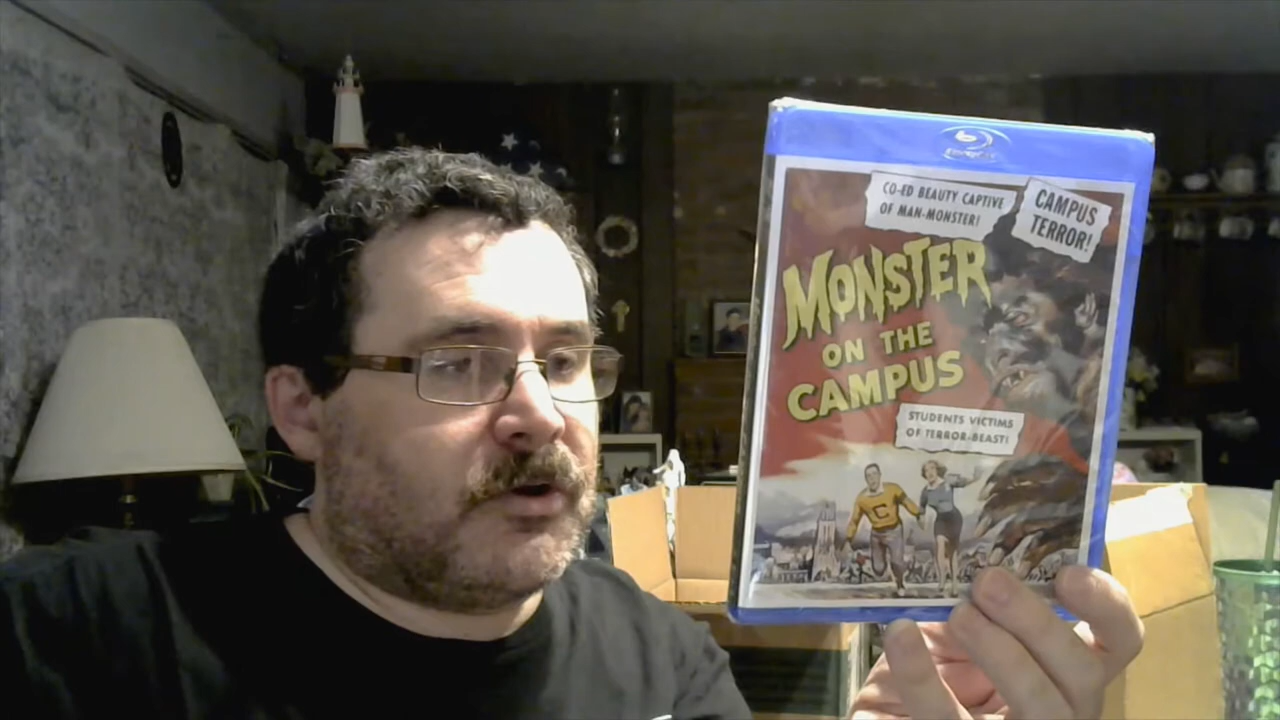 CO-ED BEAUTY CAPTIVE
OF MAN-MONSTER!
CAMPUS
TERROR!
MONSTER
ON THE
CAMPUS
STUDENTS VICTIMS
OF TERROR-BEAST!
G